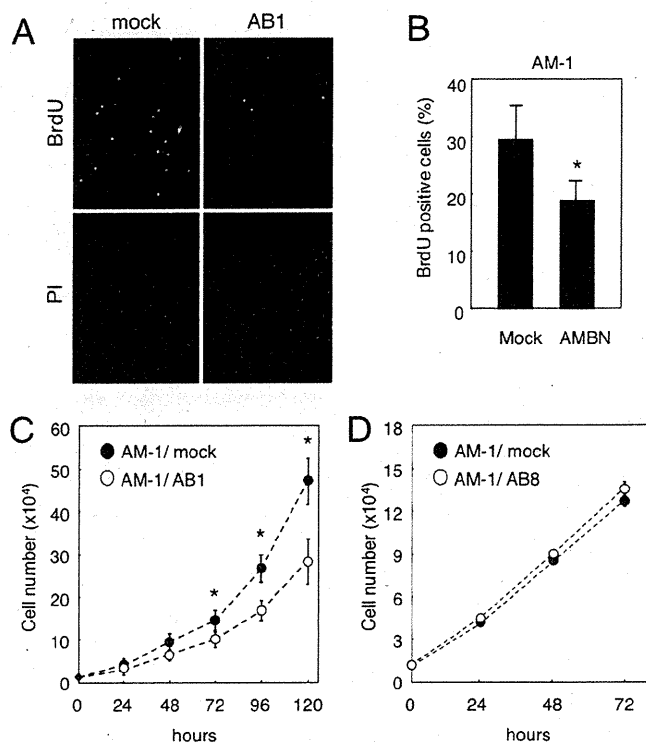 A
mock
AB1
BrdU
PI
B
AM-1
BrdU positive cells (%)
40
30
20
10
0
*
Mock
AMBN
C
AM-1/ mock
AM-1/ AB1
Cell number (x10⁴)
60
50
40
30
20
10
0
*
*
*
0 24 48 72 96 120
hours
D
AM-1/ mock
AM-1/ AB8
Cell number (x10⁴)
18
15
12
9
6
3
0
0 24 48 72
hours